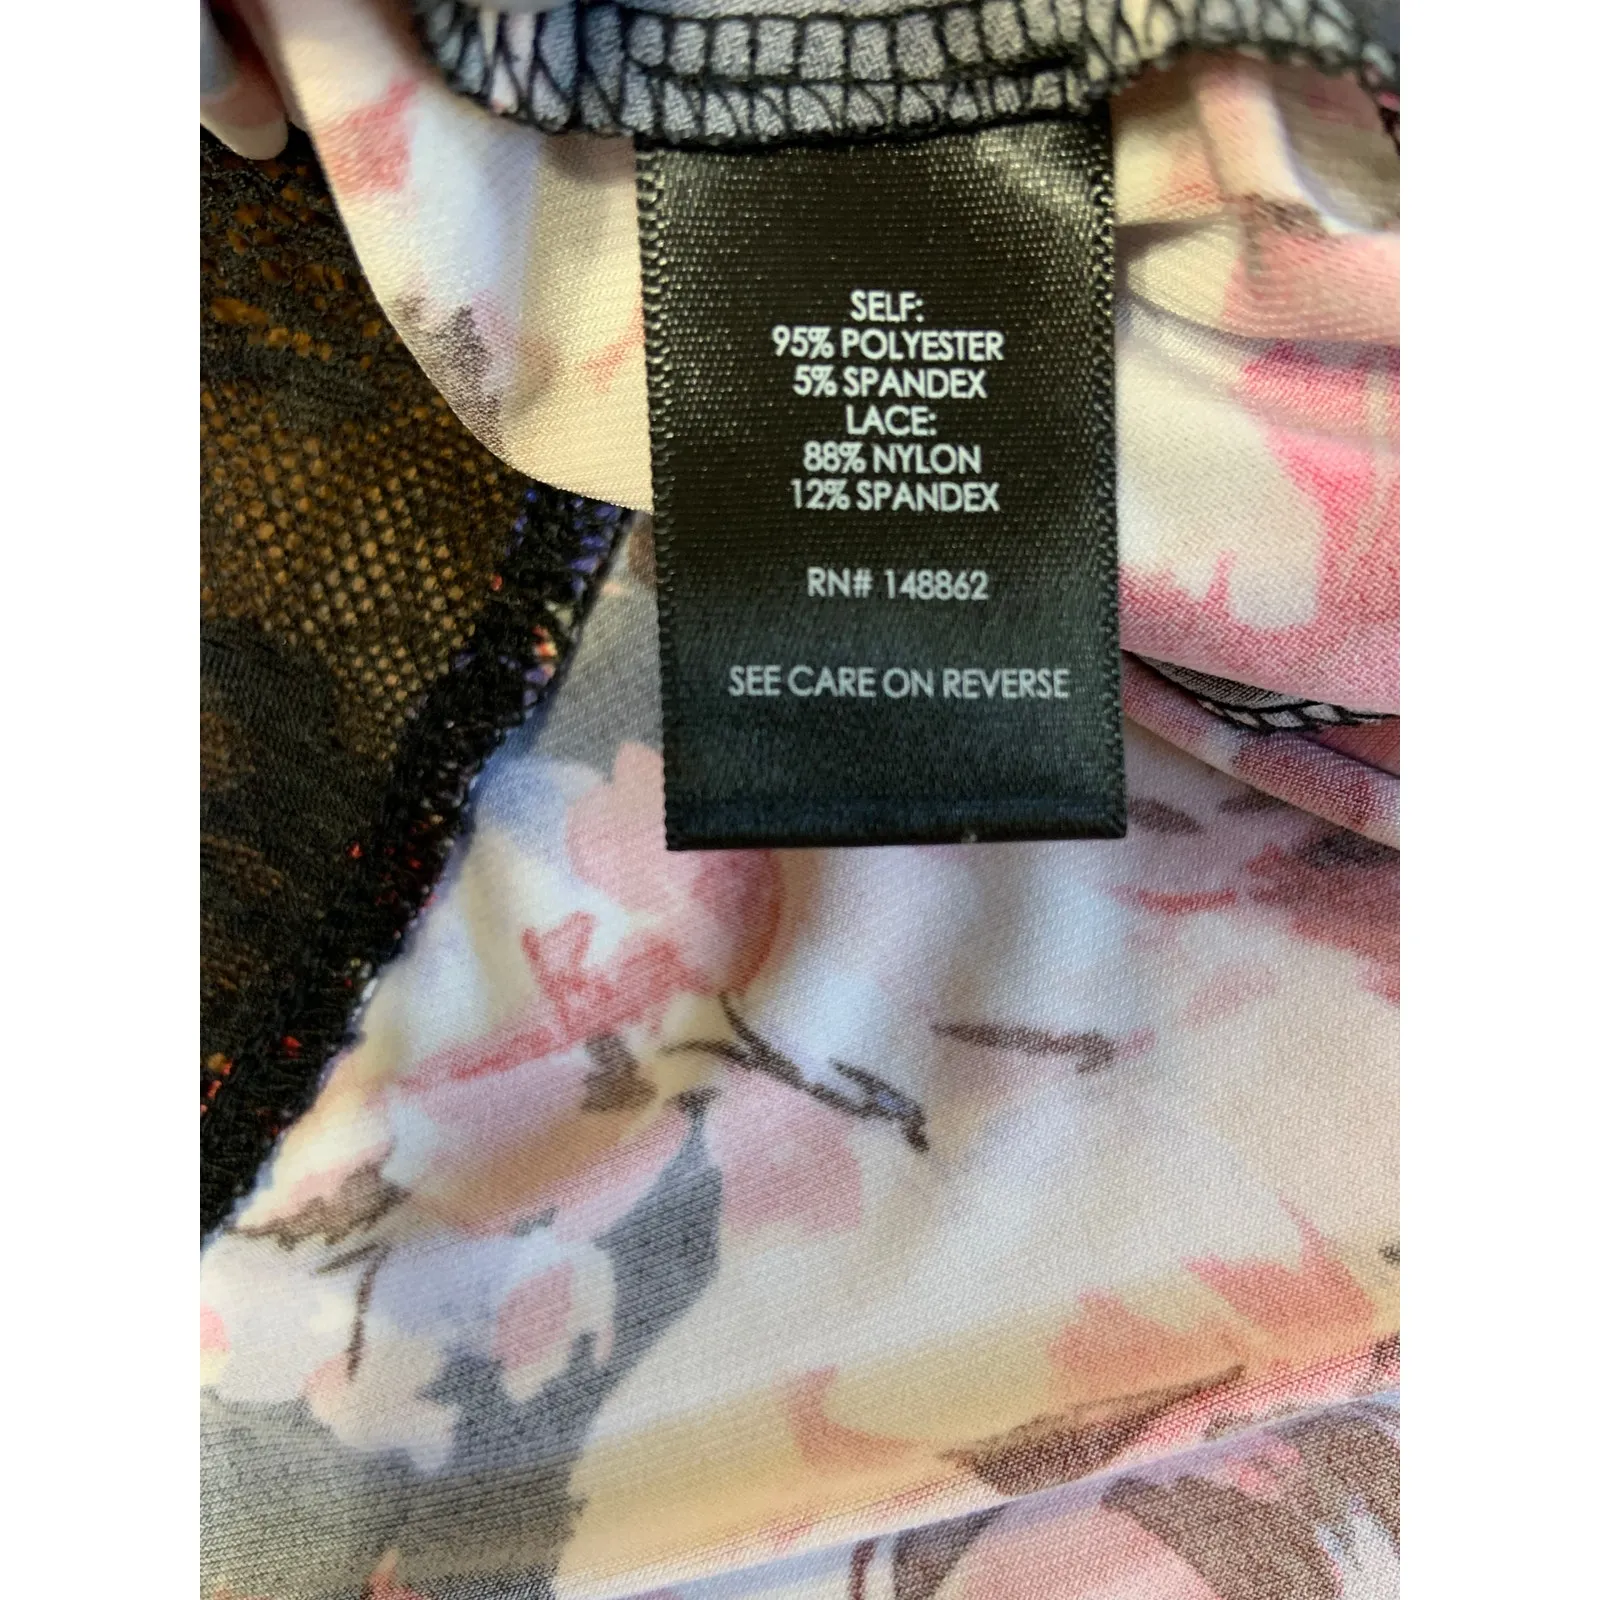 SELF:
95% POLYESTER
5% SPANDEX
LACE:
88% NYLON
12% SPANDEX
RN# 148862
SEE CARE ON REVERSE